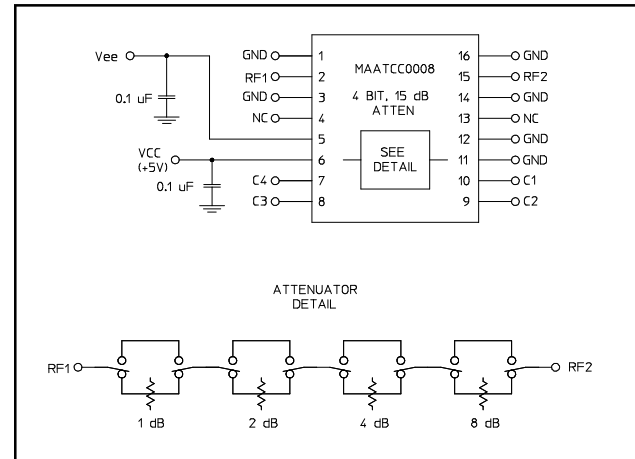 Vee
0.1 uF
VCC
(+5V)
0.1 uF
GND 1
RF1 2
GND 3
NC 4
5
6
C4 7
C3 8
MAATCC0008
4 BIT, 15 dB
ATTEN
SEE
DETAIL
16 GND
15 RF2
14 GND
13 NC
12 GND
11 GND
10 C1
9 C2
ATTENUATOR
DETAIL
RF1 RF2
1 dB 2 dB 4 dB 8 dB